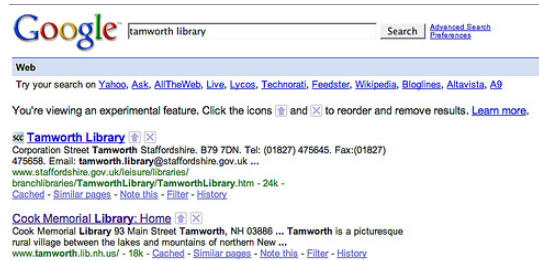 Google™ tamworth library Search Advanced Search
Preferences
Web
Try your search on Yahoo, Ask, AllTheWeb, Live, Lycos, Technorati, Feedster, Wikipedia, Bloglines, Altavista, A9
You're viewing an experimental feature. Click the icons and to reorder and remove results. Learn more.
scc Tamworth Library
Corporation Street Tamworth Staffordshire. B79 7DN. Tel: (01827) 475645. Fax:(01827)
475658. Email: tamworth.library@staffordshire.gov.uk ...
www.staffordshire.gov.uk/leisure/libraries/
branchlibraries/TamworthLibrary/TamworthLibrary.htm - 24k -
Cached - Similar pages - Note this - Filter - History
Cook Memorial Library: Home
Cook Memorial Library 93 Main Street Tamworth, NH 03886 ... Tamworth is a picturesque
rural village between the lakes and mountains of northern New ...
www.tamworth.lib.nh.us/ - 18k - Cached - Similar pages - Note this - Filter - History